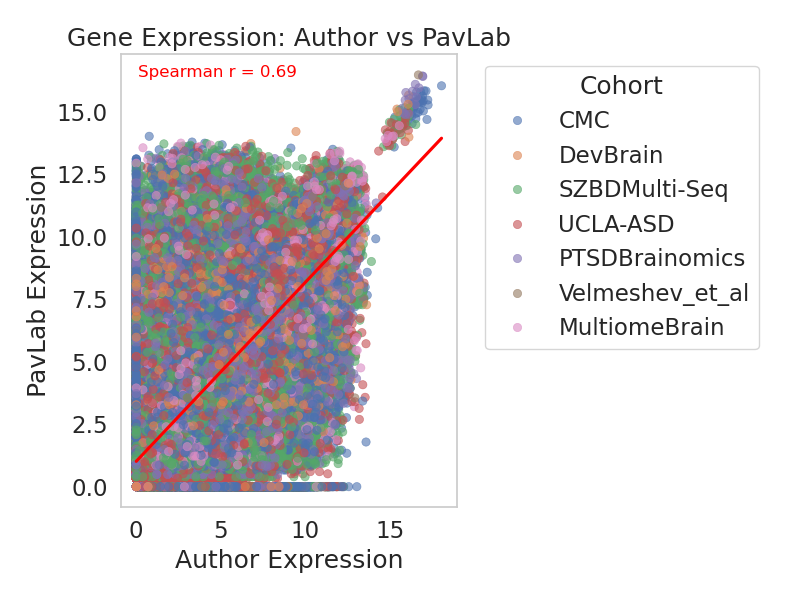 Gene Expression: Author vs PavLab
Spearman r = 0.69
PavLab Expression
15.0
12.5
10.0
7.5
5.0
2.5
0.0
0 5 10 15
Author Expression
Cohort
CMC
DevBrain
SZBDMulti-Seq
UCLA-ASD
PTSDBrainomics
Velmeshev_et_al
MultiomeBrain